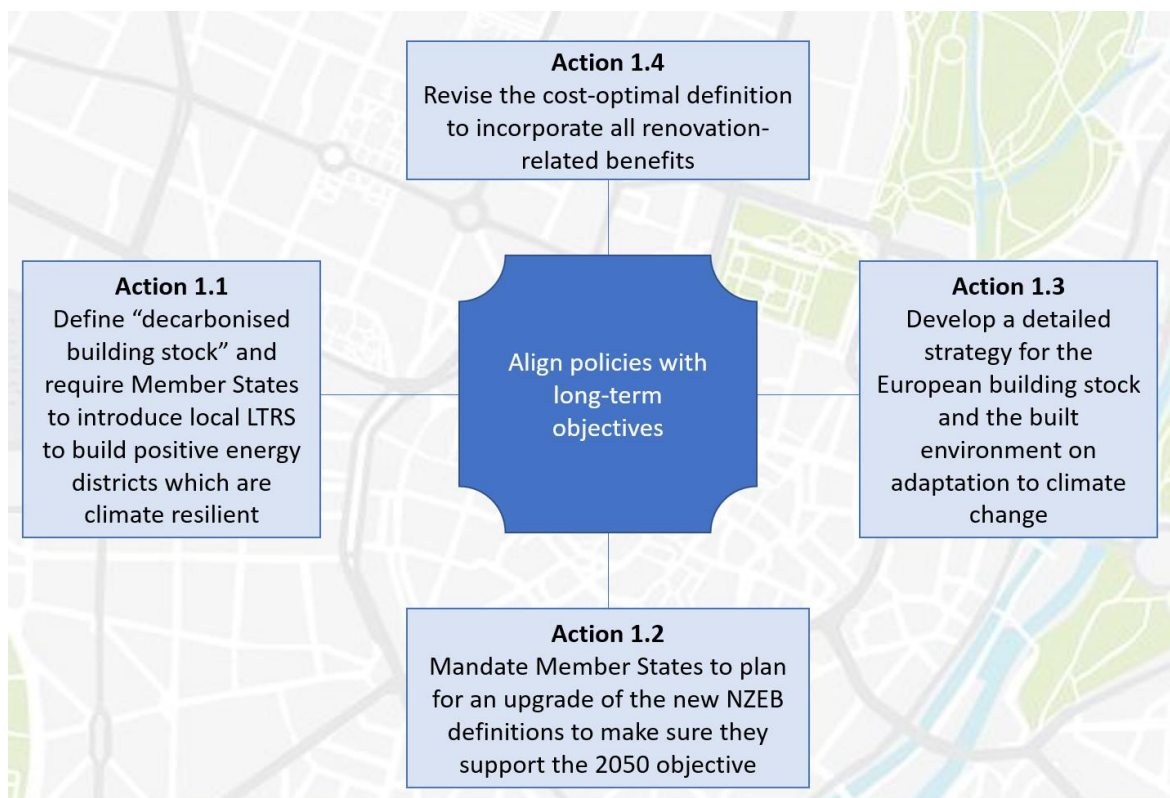 Action 1.4
Revise the cost-optimal definition
to incorporate all renovation-
related benefits
Action 1.1
Define “decarbonised
building stock” and
require Member States
to introduce local LTRS
to build positive energy
districts which are
climate resilient
Align policies with
long-term
objectives
Action 1.3
Develop a detailed
strategy for the
European building stock
and the built
environment on
adaptation to climate
change
Action 1.2
Mandate Member States to plan
for an upgrade of the new NZEB
definitions to make sure they
support the 2050 objective